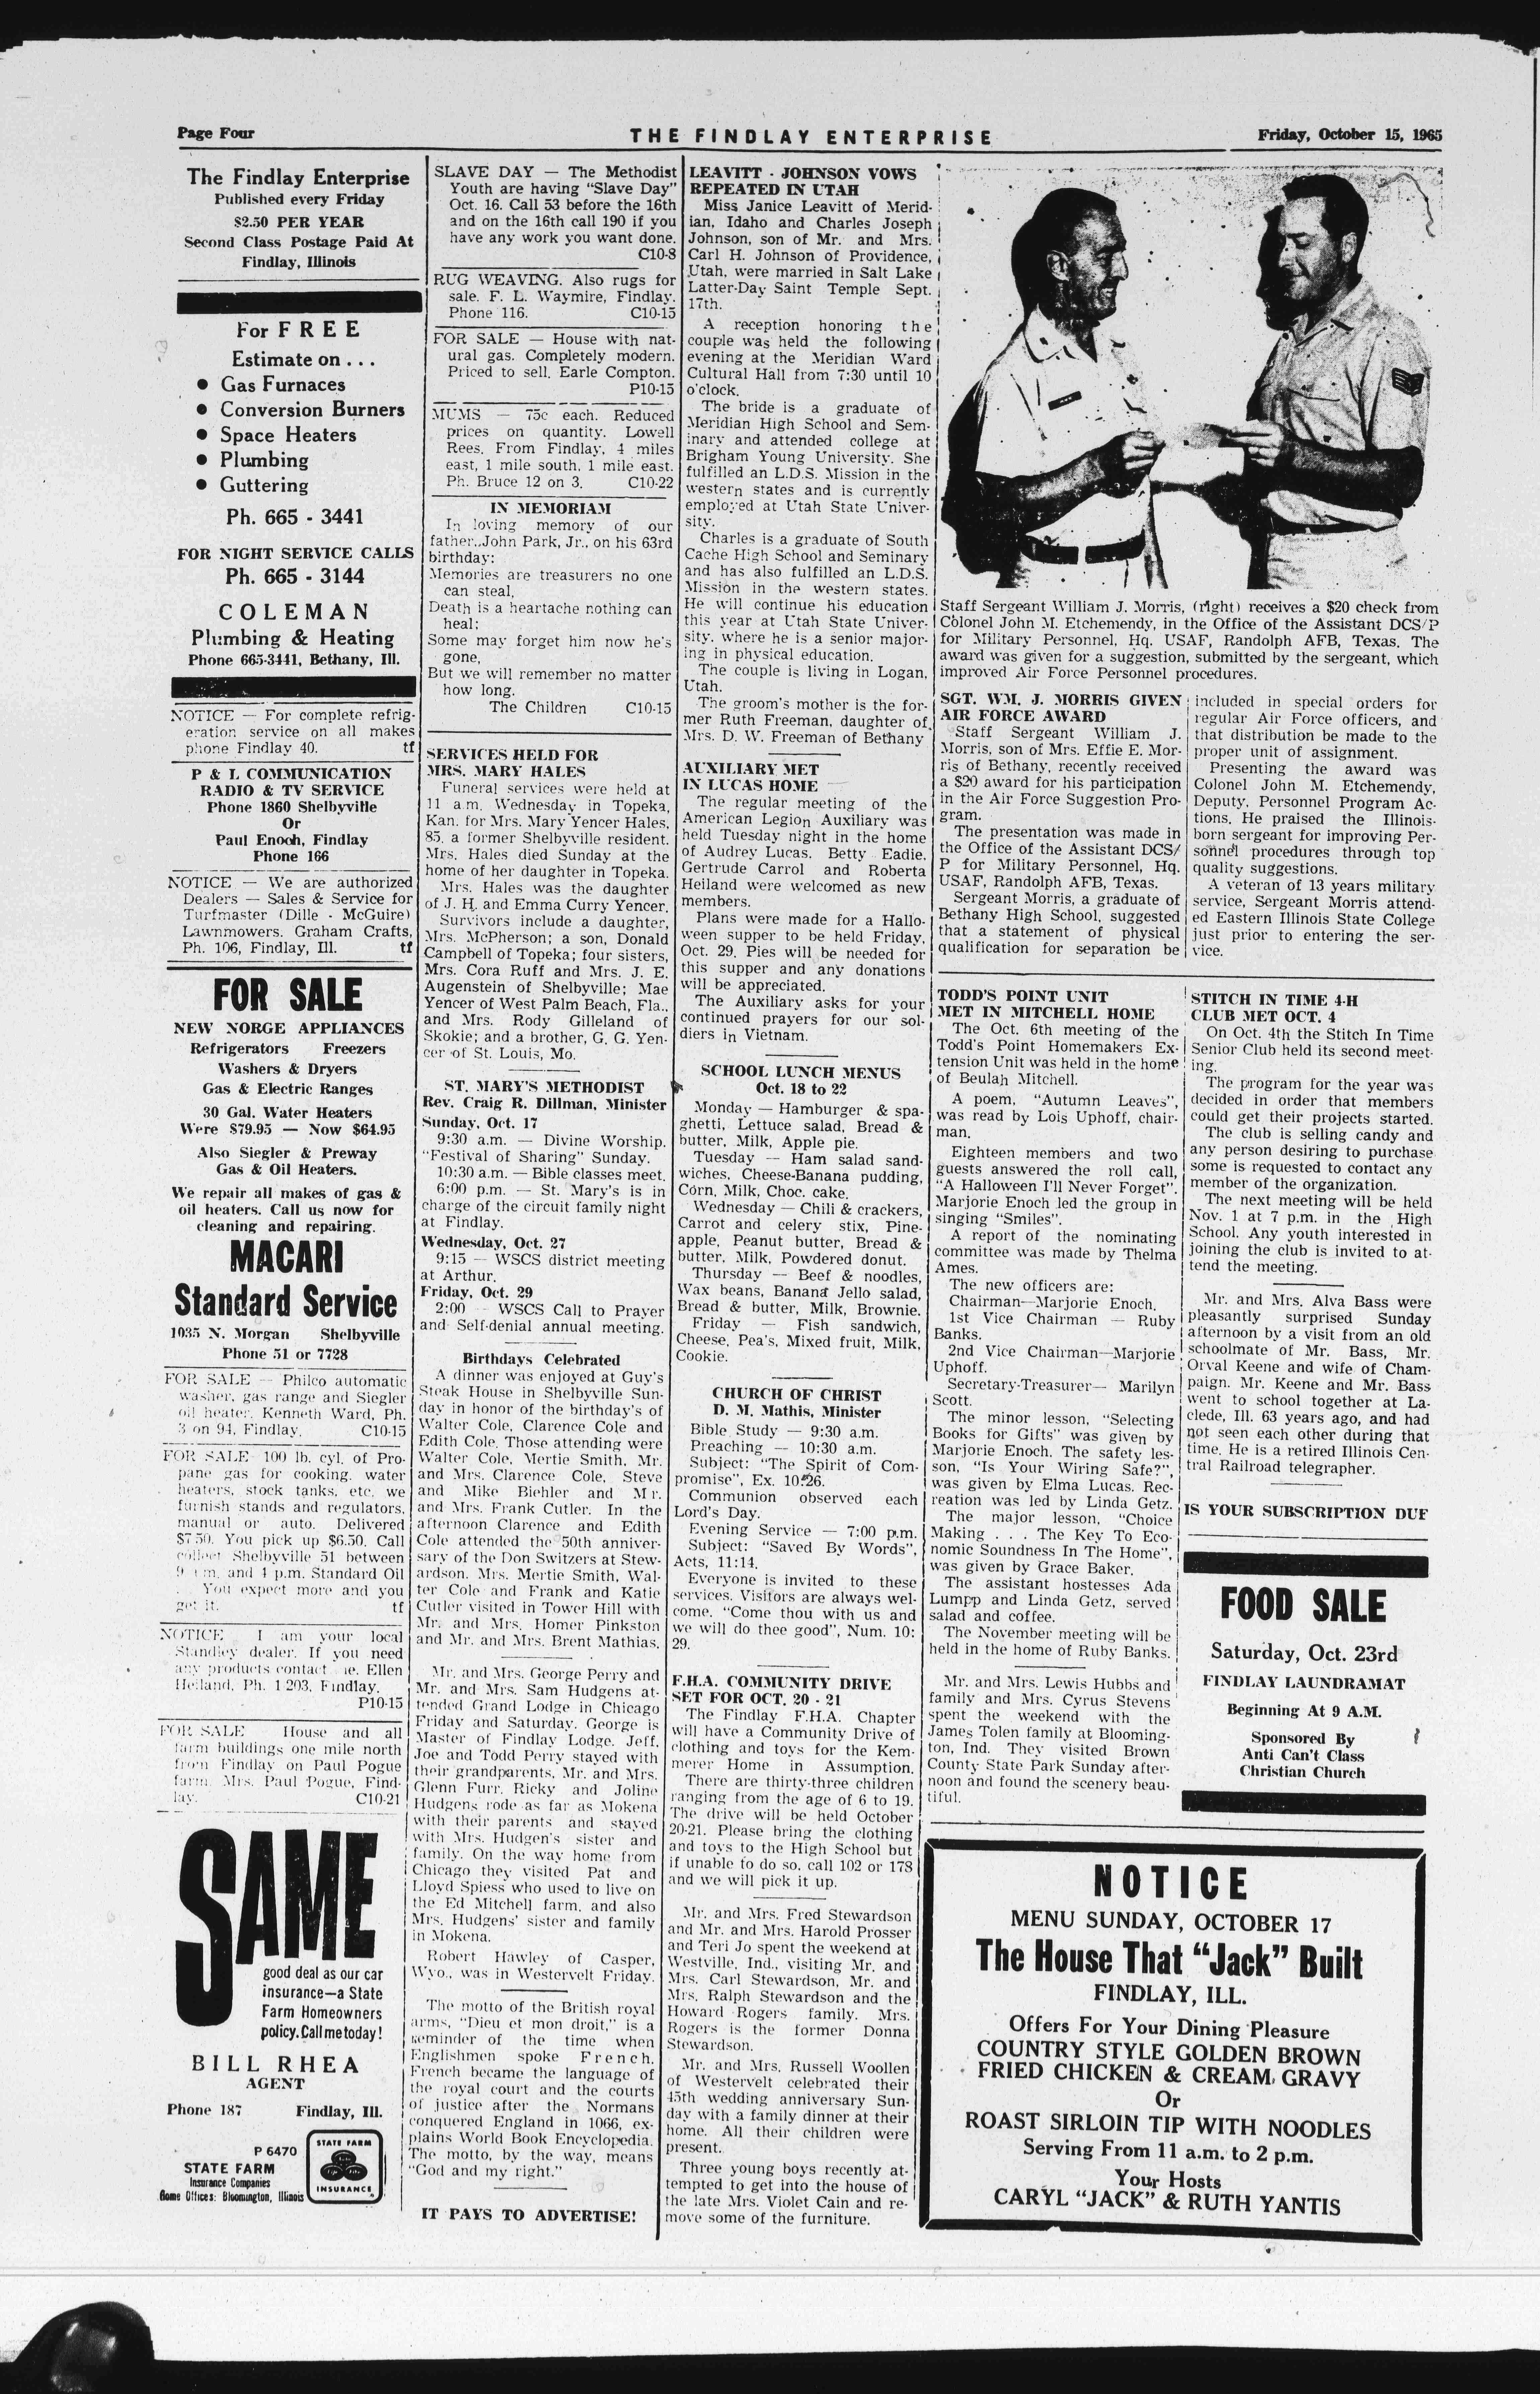 Page Four
THE FINDLAY ENTERPRISE
Friday, October 15, 1965
The Findlay Enterprise
Published every Friday
$2.50 PER YEAR
Second Class Postage Paid At
Findlay, Illinois
For FREE
Estimate on . . .
● Gas Furnaces
● Conversion Burners
● Space Heaters
● Plumbing
● Guttering
Ph. 665 - 3441
FOR NIGHT SERVICE CALLS
Ph. 665 - 3144
COLEMAN
Plumbing & Heating
Phone 665-3441, Bethany, Ill.
NOTICE — For complete refrig-
eration service on all makes
phone Findlay 40. tf
P & L COMMUNICATION
RADIO & TV SERVICE
Phone 1860 Shelbyville
Or
Paul Enoch, Findlay
Phone 166
NOTICE — We are authorized
Dealers — Sales & Service for
Turfmaster (Dille - McGuire)
Lawnmowers. Graham Crafts,
Ph. 106, Findlay, Ill. tf
FOR SALE
NEW NORGE APPLIANCES
Refrigerators Freezers
Washers & Dryers
Gas & Electric Ranges
30 Gal. Water Heaters
Were $79.95 — Now $64.95
Also Siegler & Preway
Gas & Oil Heaters.
We repair all makes of gas &
oil heaters. Call us now for
cleaning and repairing.
MACARI
Standard Service
1035 N. Morgan Shelbyville
Phone 51 or 7728
FOR SALE — Philco automatic
washer, gas range and Siegler
oil heater. Kenneth Ward, Ph.
3 on 94, Findlay. C10-15
FOR SALE 100 lb. cyl. of Pro-
pane gas for cooking, water
heaters, stock tanks, etc. we
furnish stands and regulators,
manual or auto. Delivered
$7.50. You pick up $6.50. Call
collect Shelbyville 51 between
9 a.m. and 4 p.m. Standard Oil
. You expect more and you
get it. tf
NOTICE I am your local
Standley dealer. If you need
any products contact me. Ellen
Heiland, Ph. 1 203, Findlay.
P10-15
FOR SALE House and all
farm buildings one mile north
from Findlay on Paul Pogue
farm. Mrs. Paul Pogue, Find-
lay. C10-21
SAME
good deal as our car
insurance—a State
Farm Homeowners
policy. Call me today!
BILL RHEA
AGENT
Phone 187 Findlay, Ill.
P 6470
STATE FARM
Insurance Companies
Home Offices: Bloomington, Illinois
STATE FARM
INSURANCE
SLAVE DAY — The Methodist
Youth are having "Slave Day"
Oct. 16. Call 53 before the 16th
and on the 16th call 190 if you
have any work you want done.
C10-8
RUG WEAVING. Also rugs for
sale. F. L. Waymire, Findlay.
Phone 116. C10-15
FOR SALE — House with nat-
ural gas. Completely modern.
Priced to sell. Earle Compton.
P10-15
MUMS — 75c each. Reduced
prices on quantity. Lowell
Rees. From Findlay, 4 miles
east, 1 mile south, 1 mile east.
Ph. Bruce 12 on 3. C10-22
IN MEMORIAM
In loving memory of our
father, John Park, Jr., on his 63rd
birthday:
Memories are treasurers no one
can steal,
Death is a heartache nothing can
heal:
Some may forget him now he's
gone,
But we will remember no matter
how long.
The Children C10-15
SERVICES HELD FOR
MRS. MARY HALES
Funeral services were held at
11 a.m. Wednesday in Topeka,
Kan. for Mrs. Mary Yencer Hales,
85, a former Shelbyville resident.
Mrs. Hales died Sunday at the
home of her daughter in Topeka.
Mrs. Hales was the daughter
of J. H. and Emma Curry Yencer.
Survivors include a daughter,
Mrs. McPherson; a son, Donald
Campbell of Topeka; four sisters,
Mrs. Cora Ruff and Mrs. J. E.
Augenstein of Shelbyville; Mae
Yencer of West Palm Beach, Fla.,
and Mrs. Rody Gilleland of
Skokie; and a brother, G. G. Yen-
cer of St. Louis, Mo.
ST. MARY'S METHODIST
Rev. Craig R. Dillman, Minister
Sunday, Oct. 17
9:30 a.m. — Divine Worship.
"Festival of Sharing" Sunday.
10:30 a.m. — Bible classes meet.
6:00 p.m. — St. Mary's is in
charge of the circuit family night
at Findlay.
Wednesday, Oct. 27
9:15 — WSCS district meeting
at Arthur.
Friday, Oct. 29
2:00 — WSCS Call to Prayer
and Self-denial annual meeting.
Birthdays Celebrated
A dinner was enjoyed at Guy's
Steak House in Shelbyville Sun-
day in honor of the birthday's of
Walter Cole, Clarence Cole and
Edith Cole. Those attending were
Walter Cole, Mertie Smith, Mr.
and Mrs. Clarence Cole, Steve
and Mike Biehler and Mr.
and Mrs. Frank Cutler. In the
afternoon Clarence and Edith
Cole attended the 50th anniver-
sary of the Don Switzers at Stew-
ardson. Mrs. Mertie Smith, Wal-
ter Cole and Frank and Katie
Cutler visited in Tower Hill with
Mr. and Mrs. Homer Pinkston
and Mr. and Mrs. Brent Mathias.
Mr. and Mrs. George Perry and
Mr. and Mrs. Sam Hudgens at-
tended Grand Lodge in Chicago
Friday and Saturday. George is
Master of Findlay Lodge. Jeff,
Joe and Todd Perry stayed with
their grandparents, Mr. and Mrs.
Glenn Furr. Ricky and Joline
Hudgens rode as far as Mokena
with their parents and stayed
with Mrs. Hudgen's sister and
family. On the way home from
Chicago they visited Pat and
Lloyd Spiess who used to live on
the Ed Mitchell farm, and also
Mrs. Hudgens' sister and family
in Mokena.
Robert Hawley of Casper,
Wyo., was in Westervelt Friday.
The motto of the British royal
arms, "Dieu et mon droit," is a
reminder of the time when
Englishmen spoke French.
French became the language of
the royal court and the courts
of justice after the Normans
conquered England in 1066, ex-
plains World Book Encyclopedia.
The motto, by the way, means
"God and my right."
IT PAYS TO ADVERTISE!
LEAVITT - JOHNSON VOWS
REPEATED IN UTAH
Miss Janice Leavitt of Merid-
ian, Idaho and Charles Joseph
Johnson, son of Mr. and Mrs.
Carl H. Johnson of Providence,
Utah, were married in Salt Lake
Latter-Day Saint Temple Sept.
17th.
A reception honoring the
couple was held the following
evening at the Meridian Ward
Cultural Hall from 7:30 until 10
o'clock.
The bride is a graduate of
Meridian High School and Sem-
inary and attended college at
Brigham Young University. She
fulfilled an L.D.S. Mission in the
western states and is currently
employed at Utah State Univer-
sity.
Charles is a graduate of South
Cache High School and Seminary
and has also fulfilled an L.D.S.
Mission in the western states.
He will continue his education
this year at Utah State Univer-
sity, where he is a senior major-
ing in physical education.
The couple is living in Logan,
Utah.
The groom's mother is the for-
mer Ruth Freeman, daughter of
Mrs. D. W. Freeman of Bethany
AUXILIARY MET
IN LUCAS HOME
The regular meeting of the
American Legion Auxiliary was
held Tuesday night in the home
of Audrey Lucas. Betty Eadie,
Gertrude Carrol and Roberta
Heiland were welcomed as new
members.
Plans were made for a Hallo-
ween supper to be held Friday,
Oct. 29. Pies will be needed for
this supper and any donations
will be appreciated.
The Auxiliary asks for your
continued prayers for our sol-
diers in Vietnam.
SCHOOL LUNCH MENUS
Oct. 18 to 22
Monday — Hamburger & spa-
ghetti, Lettuce salad, Bread &
butter, Milk, Apple pie.
Tuesday — Ham salad sand-
wiches, Cheese-Banana pudding,
Corn, Milk, Choc. cake.
Wednesday — Chili & crackers,
Carrot and celery stix, Pine-
apple, Peanut butter, Bread &
butter, Milk, Powdered donut.
Thursday — Beef & noodles,
Wax beans, Banana Jello salad,
Bread & butter, Milk, Brownie.
Friday — Fish sandwich,
Cheese, Pea's, Mixed fruit, Milk,
Cookie.
CHURCH OF CHRIST
D. M. Mathis, Minister
Bible Study — 9:30 a.m.
Preaching — 10:30 a.m.
Subject: "The Spirit of Com-
promise", Ex. 10:26.
Communion observed each
Lord's Day.
Evening Service — 7:00 p.m.
Subject: "Saved By Words",
Acts, 11:14.
Everyone is invited to these
services. Visitors are always wel-
come. "Come thou with us and
we will do thee good", Num. 10:
29.
F.H.A. COMMUNITY DRIVE
SET FOR OCT. 20 - 21
The Findlay F.H.A. Chapter
will have a Community Drive of
clothing and toys for the Kem-
merer Home in Assumption.
There are thirty-three children
ranging from the age of 6 to 19.
The drive will be held October
20-21. Please bring the clothing
and toys to the High School but
if unable to do so, call 102 or 178
and we will pick it up.
Mr. and Mrs. Fred Stewardson
and Mr. and Mrs. Harold Prosser
and Teri Jo spent the weekend at
Westville, Ind., visiting Mr. and
Mrs. Carl Stewardson, Mr. and
Mrs. Ralph Stewardson and the
Howard Rogers family. Mrs.
Rogers is the former Donna
Stewardson.
Mr. and Mrs. Russell Woollen
of Westervelt celebrated their
45th wedding anniversary Sun-
day with a family dinner at their
home. All their children were
present.
Three young boys recently at-
tempted to get into the house of
the late Mrs. Violet Cain and re-
move some of the furniture.
Staff Sergeant William J. Morris, (right) receives a $20 check from
Colonel John M. Etchemendy, in the Office of the Assistant DCS/P
for Military Personnel, Hq. USAF, Randolph AFB, Texas. The
award was given for a suggestion, submitted by the sergeant, which
improved Air Force Personnel procedures.
SGT. WM. J. MORRIS GIVEN
AIR FORCE AWARD
Staff Sergeant William J.
Morris, son of Mrs. Effie E. Mor-
ris of Bethany, recently received
a $20 award for his participation
in the Air Force Suggestion Pro-
gram.
The presentation was made in
the Office of the Assistant DCS/
P for Military Personnel, Hq.
USAF, Randolph AFB, Texas.
Sergeant Morris, a graduate of
Bethany High School, suggested
that a statement of physical
qualification for separation be
included in special orders for
regular Air Force officers, and
that distribution be made to the
proper unit of assignment.
Presenting the award was
Colonel John M. Etchemendy,
Deputy, Personnel Program Ac-
tions. He praised the Illinois-
born sergeant for improving Per-
sonnel procedures through top
quality suggestions.
A veteran of 13 years military
service, Sergeant Morris attend-
ed Eastern Illinois State College
just prior to entering the ser-
vice.
TODD'S POINT UNIT
MET IN MITCHELL HOME
The Oct. 6th meeting of the
Todd's Point Homemakers Ex-
tension Unit was held in the home
of Beulah Mitchell.
A poem, "Autumn Leaves",
was read by Lois Uphoff, chair-
man.
Eighteen members and two
guests answered the roll call,
"A Halloween I'll Never Forget".
Marjorie Enoch led the group in
singing "Smiles".
A report of the nominating
committee was made by Thelma
Ames.
The new officers are:
Chairman—Marjorie Enoch.
1st Vice Chairman — Ruby
Banks.
2nd Vice Chairman—Marjorie
Uphoff.
Secretary-Treasurer— Marilyn
Scott.
The minor lesson, "Selecting
Books for Gifts" was given by
Marjorie Enoch. The safety les-
son, "Is Your Wiring Safe?",
was given by Elma Lucas. Rec-
reation was led by Linda Getz.
The major lesson, "Choice
Making . . . The Key To Eco-
nomic Soundness In The Home",
was given by Grace Baker.
The assistant hostesses Ada
Lumpp and Linda Getz, served
salad and coffee.
The November meeting will be
held in the home of Ruby Banks.
Mr. and Mrs. Lewis Hubbs and
family and Mrs. Cyrus Stevens
spent the weekend with the
James Tolen family at Blooming-
ton, Ind. They visited Brown
County State Park Sunday after-
noon and found the scenery beau-
tiful.
STITCH IN TIME 4-H
CLUB MET OCT. 4
On Oct. 4th the Stitch In Time
Senior Club held its second meet-
ing.
The program for the year was
decided in order that members
could get their projects started.
The club is selling candy and
any person desiring to purchase
some is requested to contact any
member of the organization.
The next meeting will be held
Nov. 1 at 7 p.m. in the High
School. Any youth interested in
joining the club is invited to at-
tend the meeting.
Mr. and Mrs. Alva Bass were
pleasantly surprised Sunday
afternoon by a visit from an old
schoolmate of Mr. Bass, Mr.
Orval Keene and wife of Cham-
paign. Mr. Keene and Mr. Bass
went to school together at La-
clede, Ill. 63 years ago, and had
not seen each other during that
time. He is a retired Illinois Cen-
tral Railroad telegrapher.
IS YOUR SUBSCRIPTION DUE
FOOD SALE
Saturday, Oct. 23rd
FINDLAY LAUNDRAMAT
Beginning At 9 A.M.
Sponsored By
Anti Can't Class
Christian Church
NOTICE
MENU SUNDAY, OCTOBER 17
The House That "Jack" Built
FINDLAY, ILL.
Offers For Your Dining Pleasure
COUNTRY STYLE GOLDEN BROWN
FRIED CHICKEN & CREAM GRAVY
Or
ROAST SIRLOIN TIP WITH NOODLES
Serving From 11 a.m. to 2 p.m.
Your Hosts
CARYL "JACK" & RUTH YANTIS